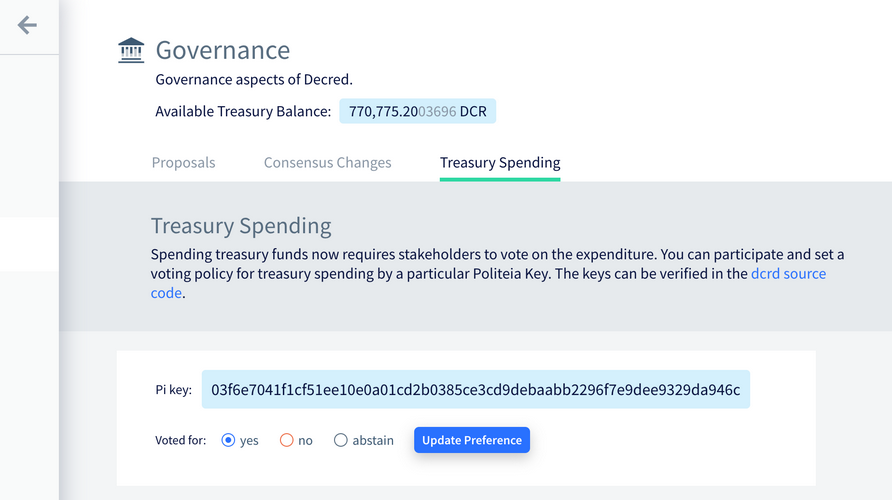 Governance
Governance aspects of Decred.
Available Treasury Balance: 770,775.2003696 DCR
Proposals Consensus Changes Treasury Spending
Treasury Spending
Spending treasury funds now requires stakeholders to vote on the expenditure. You can participate and set a
voting policy for treasury spending by a particular Politeia Key. The keys can be verified in the dcrd source
code.
Pi key: 03f6e7041f1cf51ee10e0a01cd2b0385ce3cd9debaabb2296f7e9dee9329da946c
Voted for: yes no abstain Update Preference